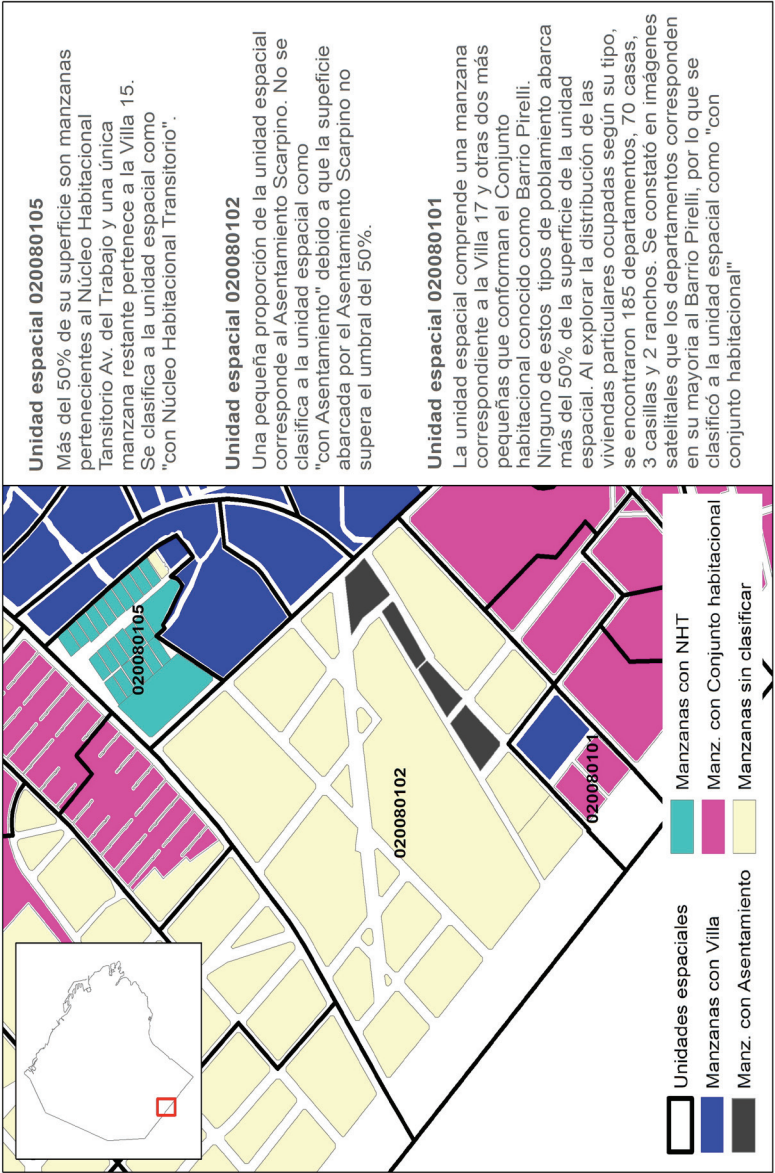 Unidad espacial 020080105
Más del 50% de su superficie son manzanas
pertenecientes al Núcleo Habitacional
Tansitorio Av. del Trabajo y una única
manzana restante pertenece a la Villa 15.
Se clasifica a la unidad espacial como
"con Núcleo Habitacional Transitorio".
Unidad espacial 020080102
Una pequeña proporción de la unidad espacial
corresponde al Asentamiento Scarpino. No se
clasifica a la unidad espacial como
"con Asentamiento" debido a que la supeficie
abarcada por el Asentamiento Scarpino no
supera el umbral del 50%.
Unidad espacial 020080101
La unidad espacial comprende una manzana
correspondiente a la Villa 17 y otras dos más
pequeñas que conforman el Conjunto
habitacional conocido como Barrio Pirelli.
Ninguno de estos tipos de poblamiento abarca
más del 50% de la superficie de la unidad
espacial. Al explorar la distribución de las
viviendas particulares ocupadas según su tipo,
se encontraron 185 departamentos, 70 casas,
3 casillas y 2 ranchos. Se constató en imágenes
satelitales que los departamentos corresponden
en su mayoría al Barrio Pirelli, por lo que se
clasificó a la unidad espacial como "con
conjunto habitacional"
020080105
020080102
020080101
Unidades espaciales
Manzanas con Villa
Manz. con Asentamiento
Manzanas con NHT
Manz. con Conjunto habitacional
Manzanas sin clasificar